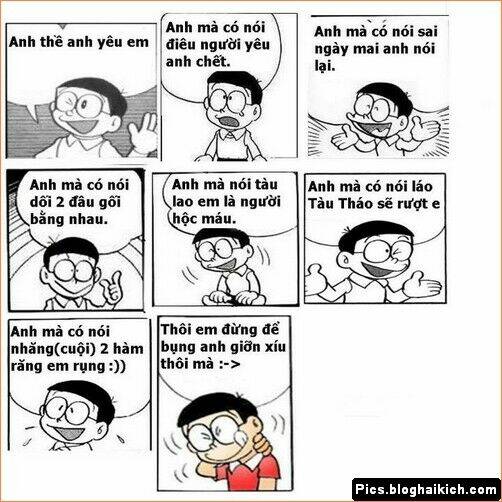 Anh thề anh yêu em
Anh mà có nói
điêu người yêu
anh chết.
Anh mà có nói sai
ngày mai anh nói
lại.
Anh mà có nói
dối 2 đầu gối
bằng nhau.
Anh mà nói tàu
lao em là người
hộc máu.
Anh mà có nói láo
Tàu Tháo sẽ rượt e
Anh mà có nói
nhăng(cuội) 2 hàm
răng em rụng :))
Thôi em đừng để
bụng anh giỡn xíu
thôi mà :->
Pics.bloghaikich.com